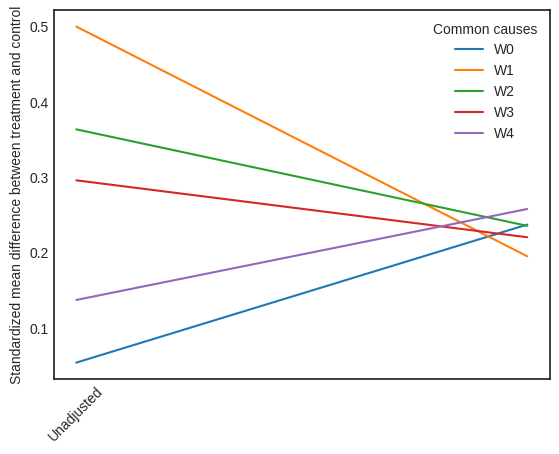 Standardized mean difference between treatment and control
0.5
0.4
0.3
0.2
0.1
Unadjusted
Common causes
W0
W1
W2
W3
W4